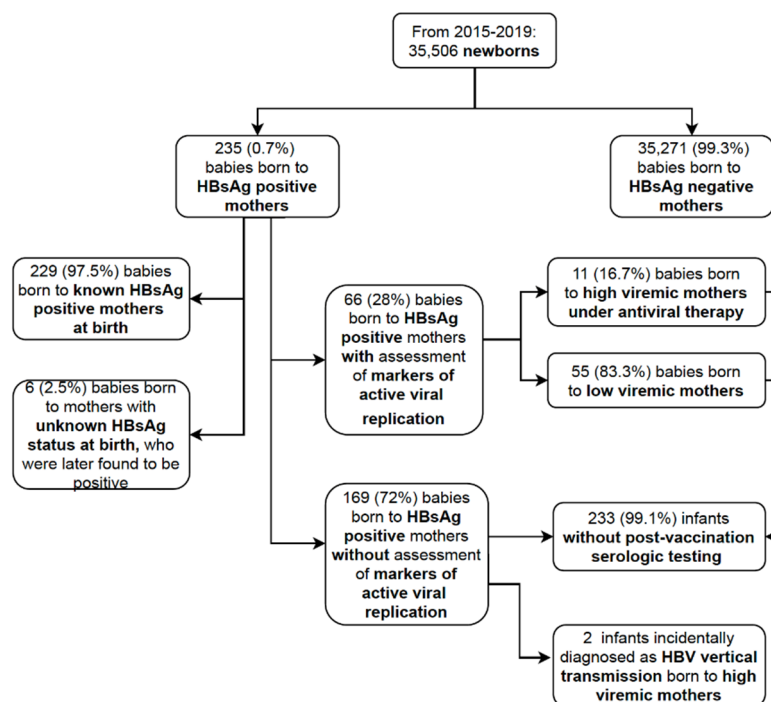 From 2015-2019:
35,506 newborns
235 (0.7%)
babies born to
HBsAg positive
mothers
35,271 (99.3%)
babies born to
HBsAg negative
mothers
229 (97.5%) babies
born to known HBsAg
positive mothers
at birth
6 (2.5%) babies born
to mothers with
unknown HBsAg
status at birth, who
were later found to be
positive
66 (28%) babies
born to HBsAg
positive mothers
with assessment
of markers of
active viral
replication
11 (16.7%) babies born
to high viremic mothers
under antiviral therapy
55 (83.3%) babies born
to low viremic mothers
169 (72%) babies
born to HBsAg
positive mothers
without assessment
of markers of
active viral
replication
233 (99.1%) infants
without post-vaccination
serologic testing
2 infants incidentally
diagnosed as HBV vertical
transmission born to high
viremic mothers